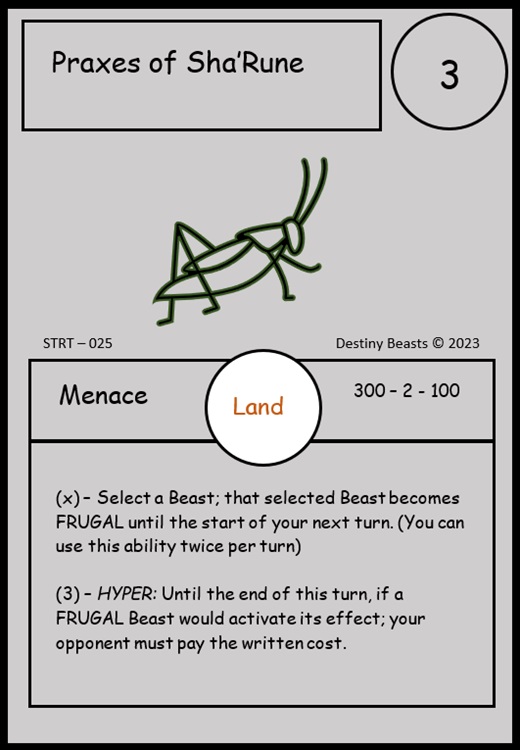 Praxes of Sha'Rune
3
STRT – 025
Destiny Beasts © 2023
Menace
Land
300 – 2 - 100
(x) – Select a Beast; that selected Beast becomes
FRUGAL until the start of your next turn. (You can
use this ability twice per turn)
(3) – HYPER: Until the end of this turn, if a
FRUGAL Beast would activate its effect; your
opponent must pay the written cost.